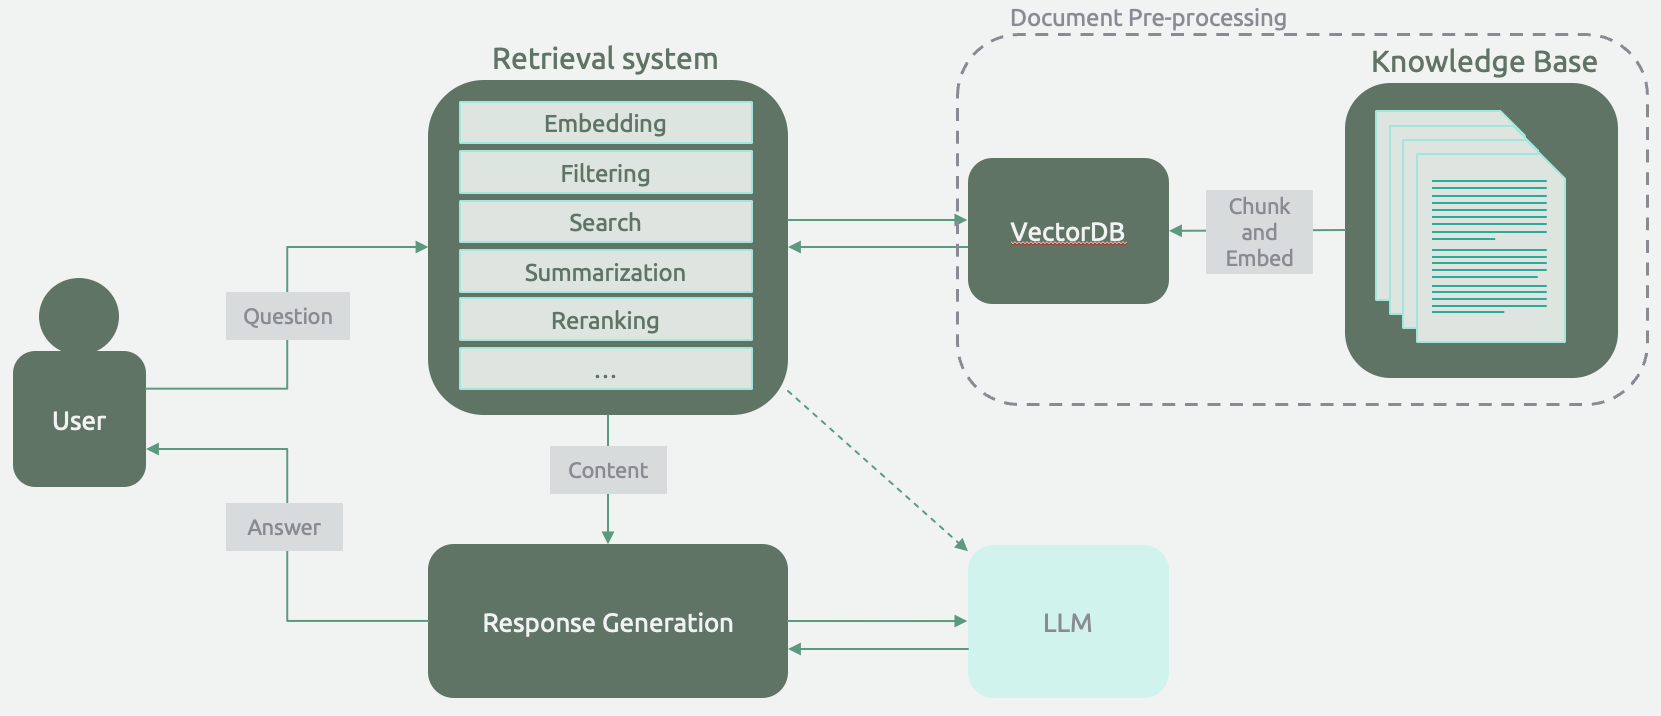 Document Pre-processing
Retrieval system
Knowledge Base
Embedding
Filtering
Search
Summarization
Reranking
...
VectorDB
Chunk
and
Embed
Question
User
Content
Answer
Response Generation
LLM